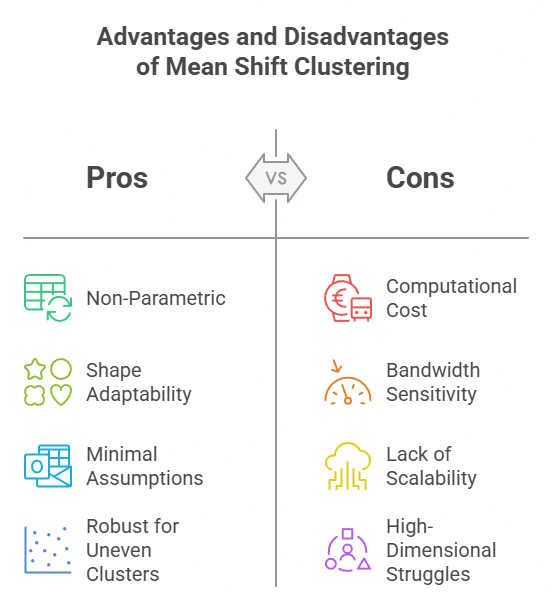 Advantages and Disadvantages
of Mean Shift Clustering
Pros
VS
Cons
Non-Parametric
Shape
Adaptability
Minimal
Assumptions
Robust for
Uneven
Clusters
Computational
Cost
Bandwidth
Sensitivity
Lack of
Scalability
High-
Dimensional
Struggles